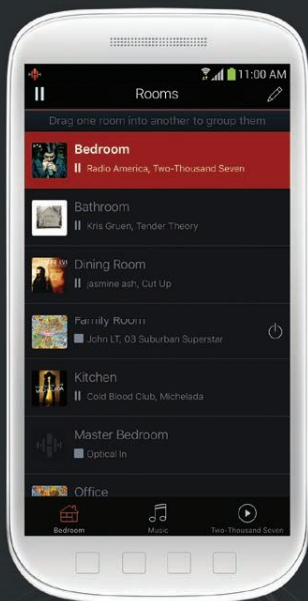 11:00 AM
Rooms
Drag one room into another to group them
Bedroom
Radio America, Two-Thousand Seven
Bathroom
Kris Gruen, Tender Theory
Dining Room
jasmine ash, Cut Up
Family Room
John LT, 03 Suburban Superstar
Kitchen
Cold Blood Club, Michelada
Master Bedroom
Optical In
Office
Bedroom
Music
Two-Thousand Seven